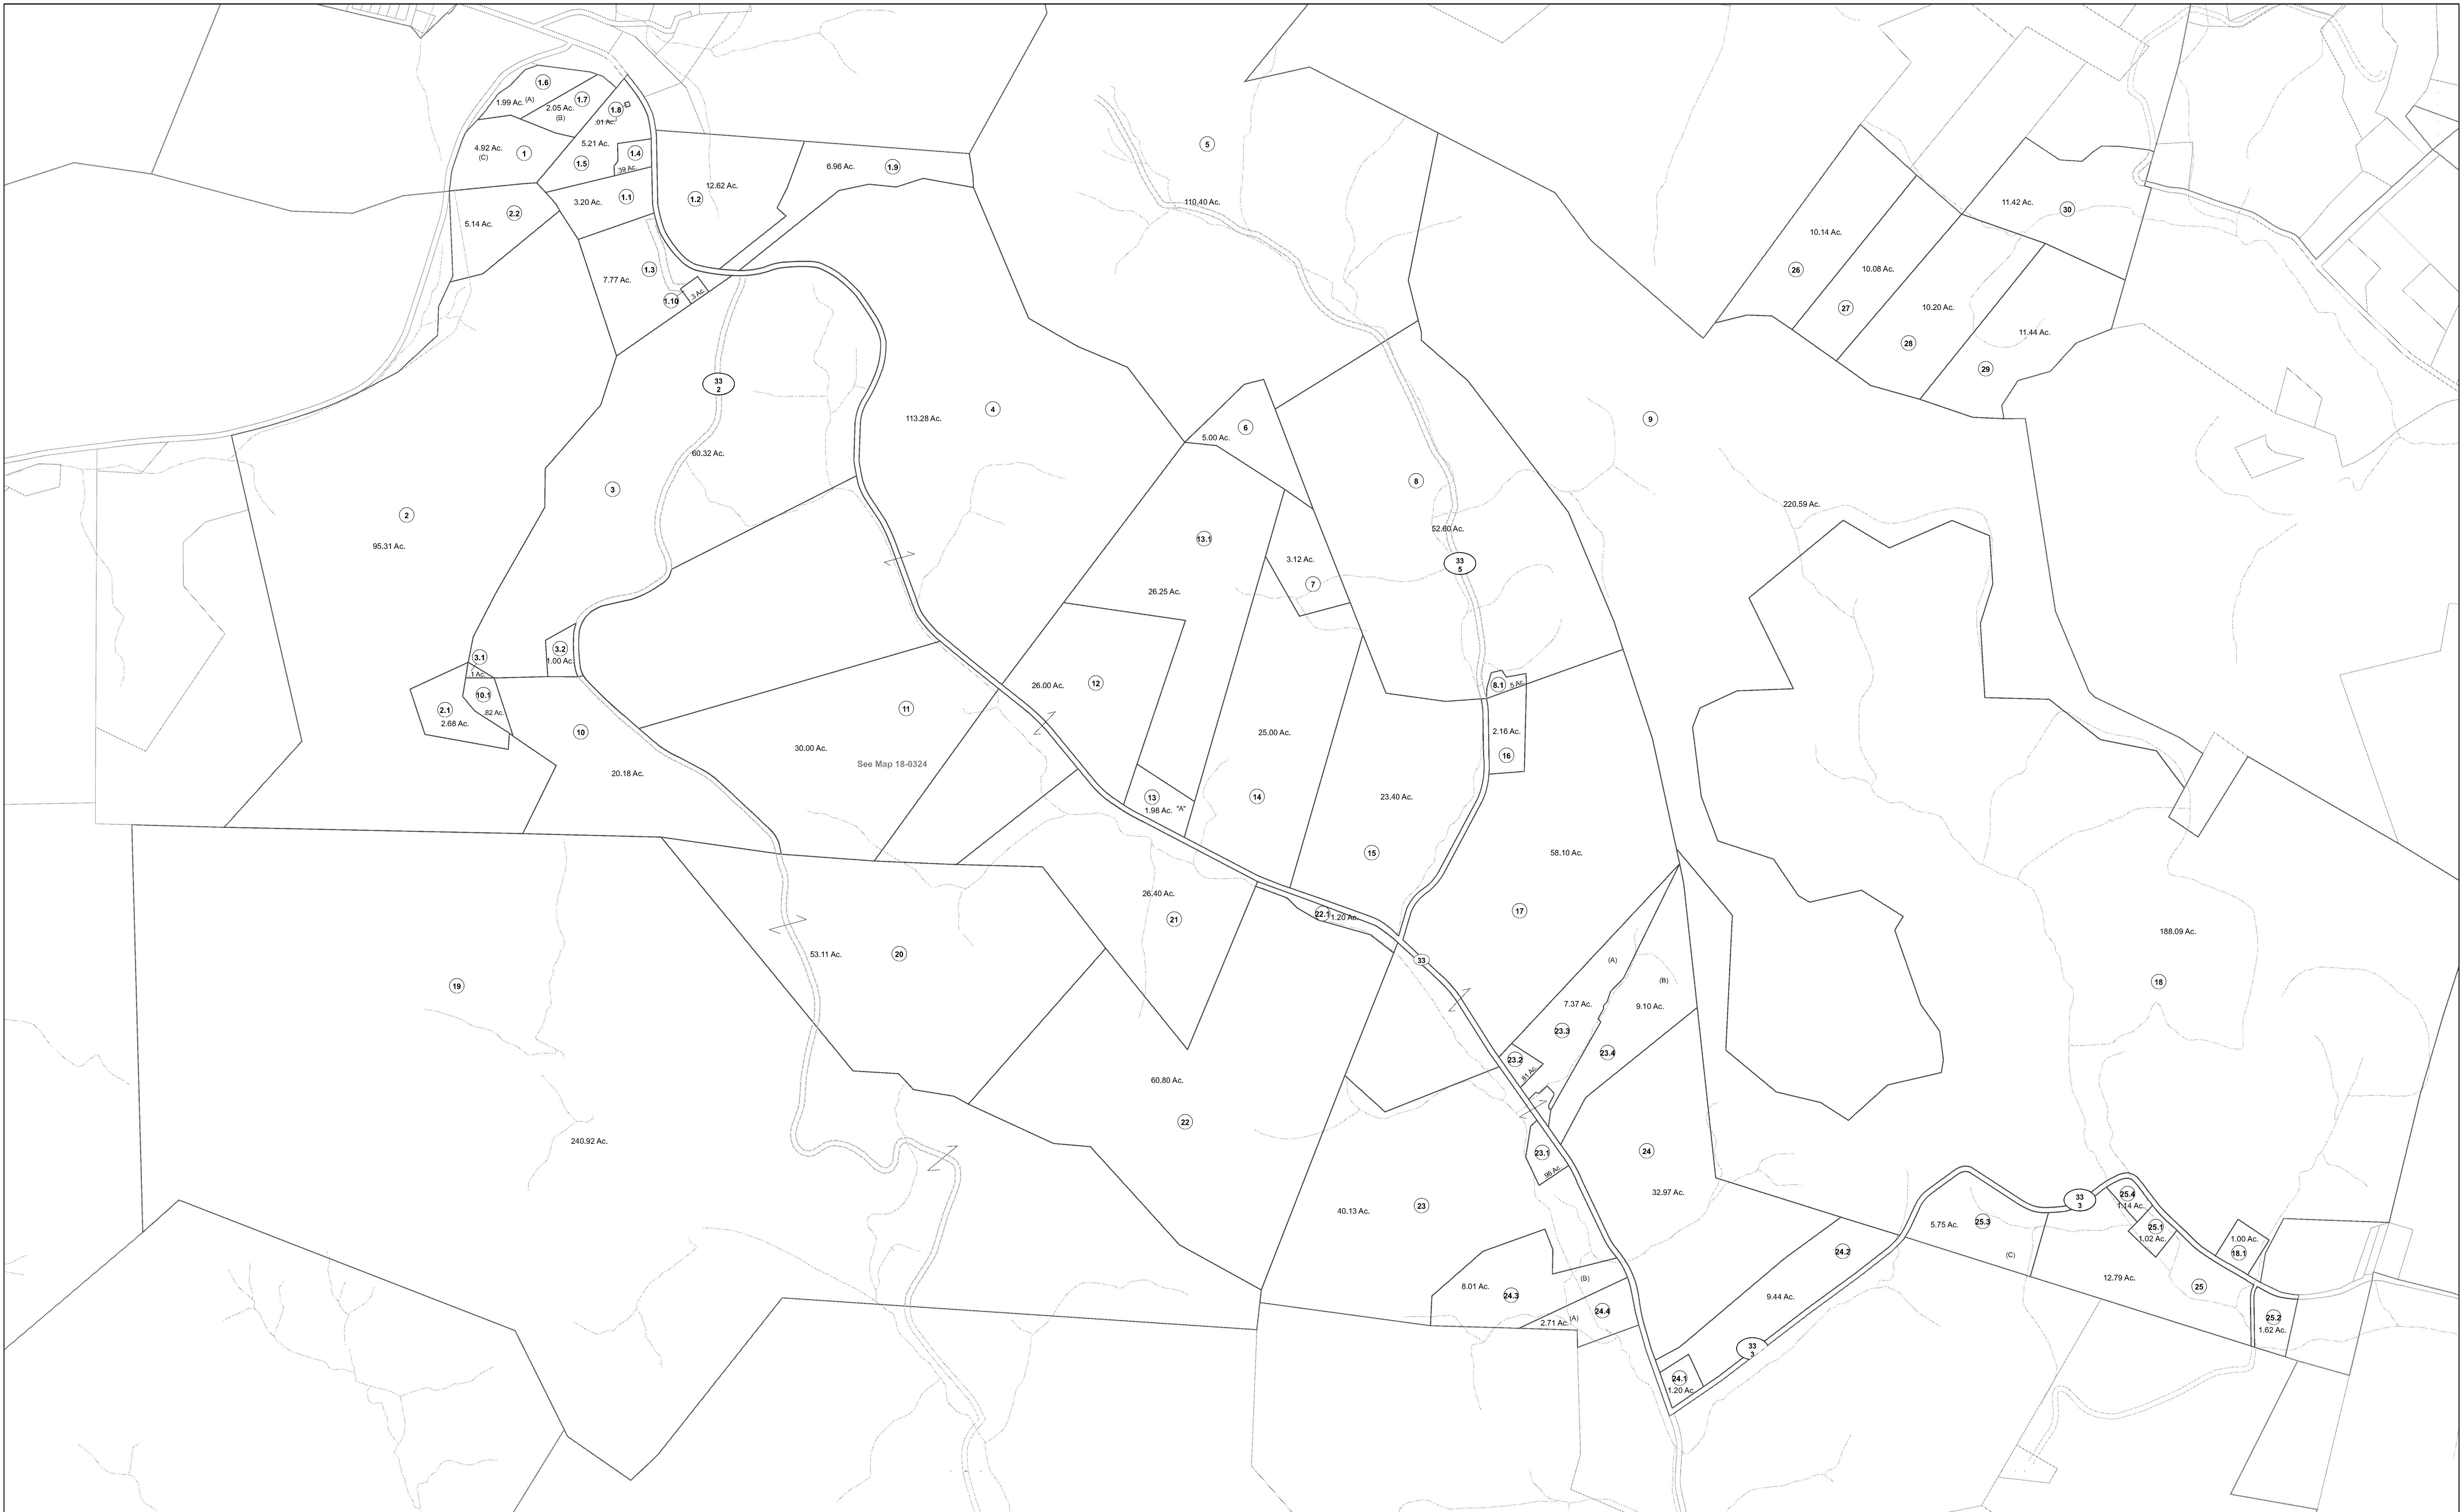 1.6
1.99 Ac. (A)
1.7
2.05 Ac.
(B)
1.8
.01 Ac.
4.92 Ac.
(C)
1
5.21 Ac.
1.5
1.4
.39 Ac.
3.20 Ac.
1.1
1.2
12.62 Ac.
6.96 Ac.
1.9
2.2
5.14 Ac.
7.77 Ac.
1.3
1.10
.3 Ac.
5
110.40 Ac.
10.14 Ac.
26
10.08 Ac.
27
11.42 Ac.
30
10.20 Ac.
28
11.44 Ac.
29
33
2
113.28 Ac.
4
60.32 Ac.
3
2
95.31 Ac.
6
5.00 Ac.
8
52.60 Ac.
33
5
9
220.59 Ac.
13.1
26.25 Ac.
3.12 Ac.
7
3.1
.1 Ac.
3.2
1.00 Ac.
10.1
.82 Ac.
2.1
2.68 Ac.
10
20.18 Ac.
11
30.00 Ac.
See Map 18-0324
26.00 Ac.
12
13
1.98 Ac. "A"
25.00 Ac.
14
23.40 Ac.
15
8.1
.5 Ac.
2.16 Ac.
16
58.10 Ac.
17
26.40 Ac.
21
22.1
1.20 Ac.
33
53.11 Ac.
20
19
240.92 Ac.
60.80 Ac.
22
(A)
(B)
7.37 Ac.
9.10 Ac.
23.3
23.2
.81 Ac.
23.4
23.1
.96 Ac.
24
32.97 Ac.
188.09 Ac.
18
40.13 Ac.
23
8.01 Ac.
24.3
(B)
24.4
2.71 Ac. (A)
24.2
9.44 Ac.
33
3
24.1
1.20 Ac.
5.75 Ac.
25.3
(C)
33
3
25.4
1.14 Ac.
25.1
1.02 Ac.
1.00 Ac.
18.1
12.79 Ac.
25
25.2
1.62 Ac.